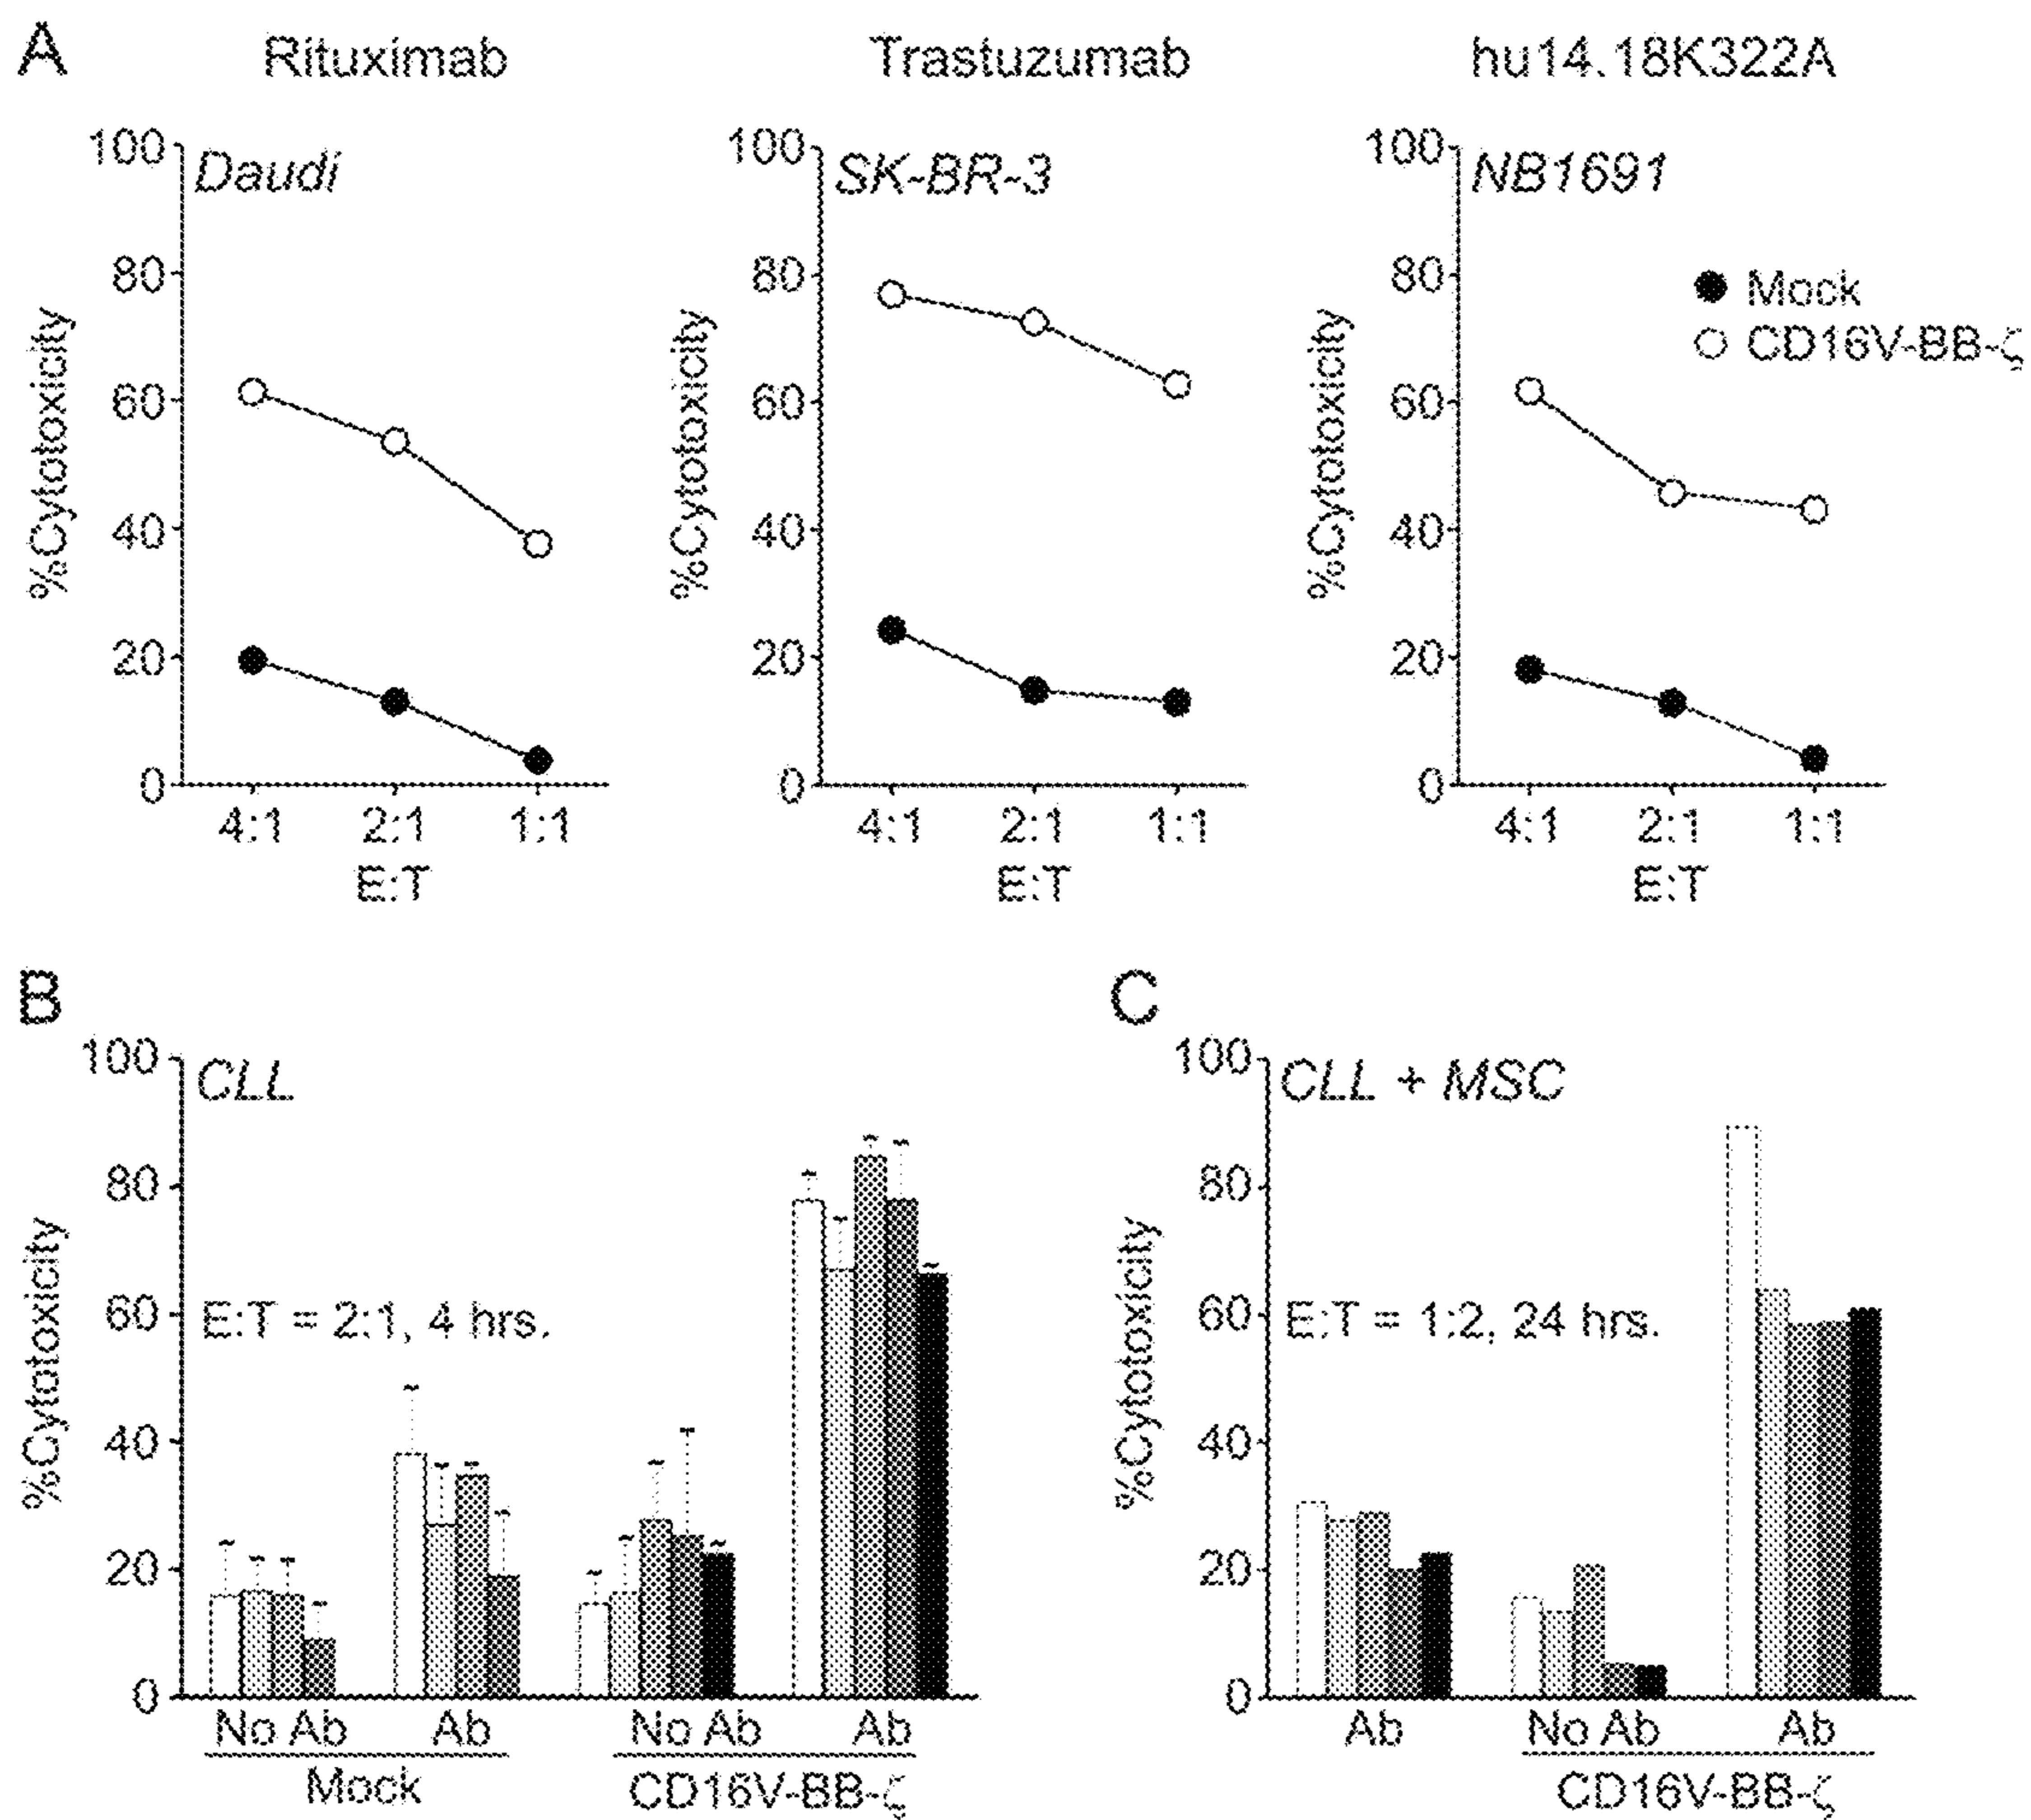 A
Rituximab Trastuzumab hu14.18K322A
100 Daudi
80
60
40
20
0
%Cytotoxicity
4:1 2:1 1:1
E:T
100 SK-BR-3
80
60
40
20
0
%Cytotoxicity
4:1 2:1 1:1
E:T
100 NB1691
80
60
40
20
0
%Cytotoxicity
Mock
CD16V-BB-ζ
4:1 2:1 1:1
E:T
B
100 CLL
80
60 E:T = 2:1, 4 hrs.
40
20
0
%Cytotoxicity
No Ab Ab No Ab Ab
Mock CD16V-BB-ζ
C
100 CLL + MSC
80
60 E:T = 1:2, 24 hrs.
40
20
0
%Cytotoxicity
Ab No Ab Ab
CD16V-BB-ζ